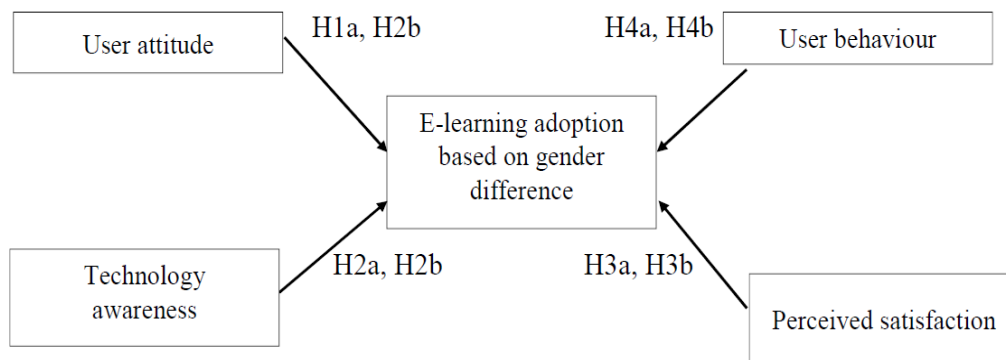 User attitude
H1a, H2b
H4a, H4b
User behaviour
E-learning adoption
based on gender
difference
Technology
awareness
H2a, H2b
H3a, H3b
Perceived satisfaction